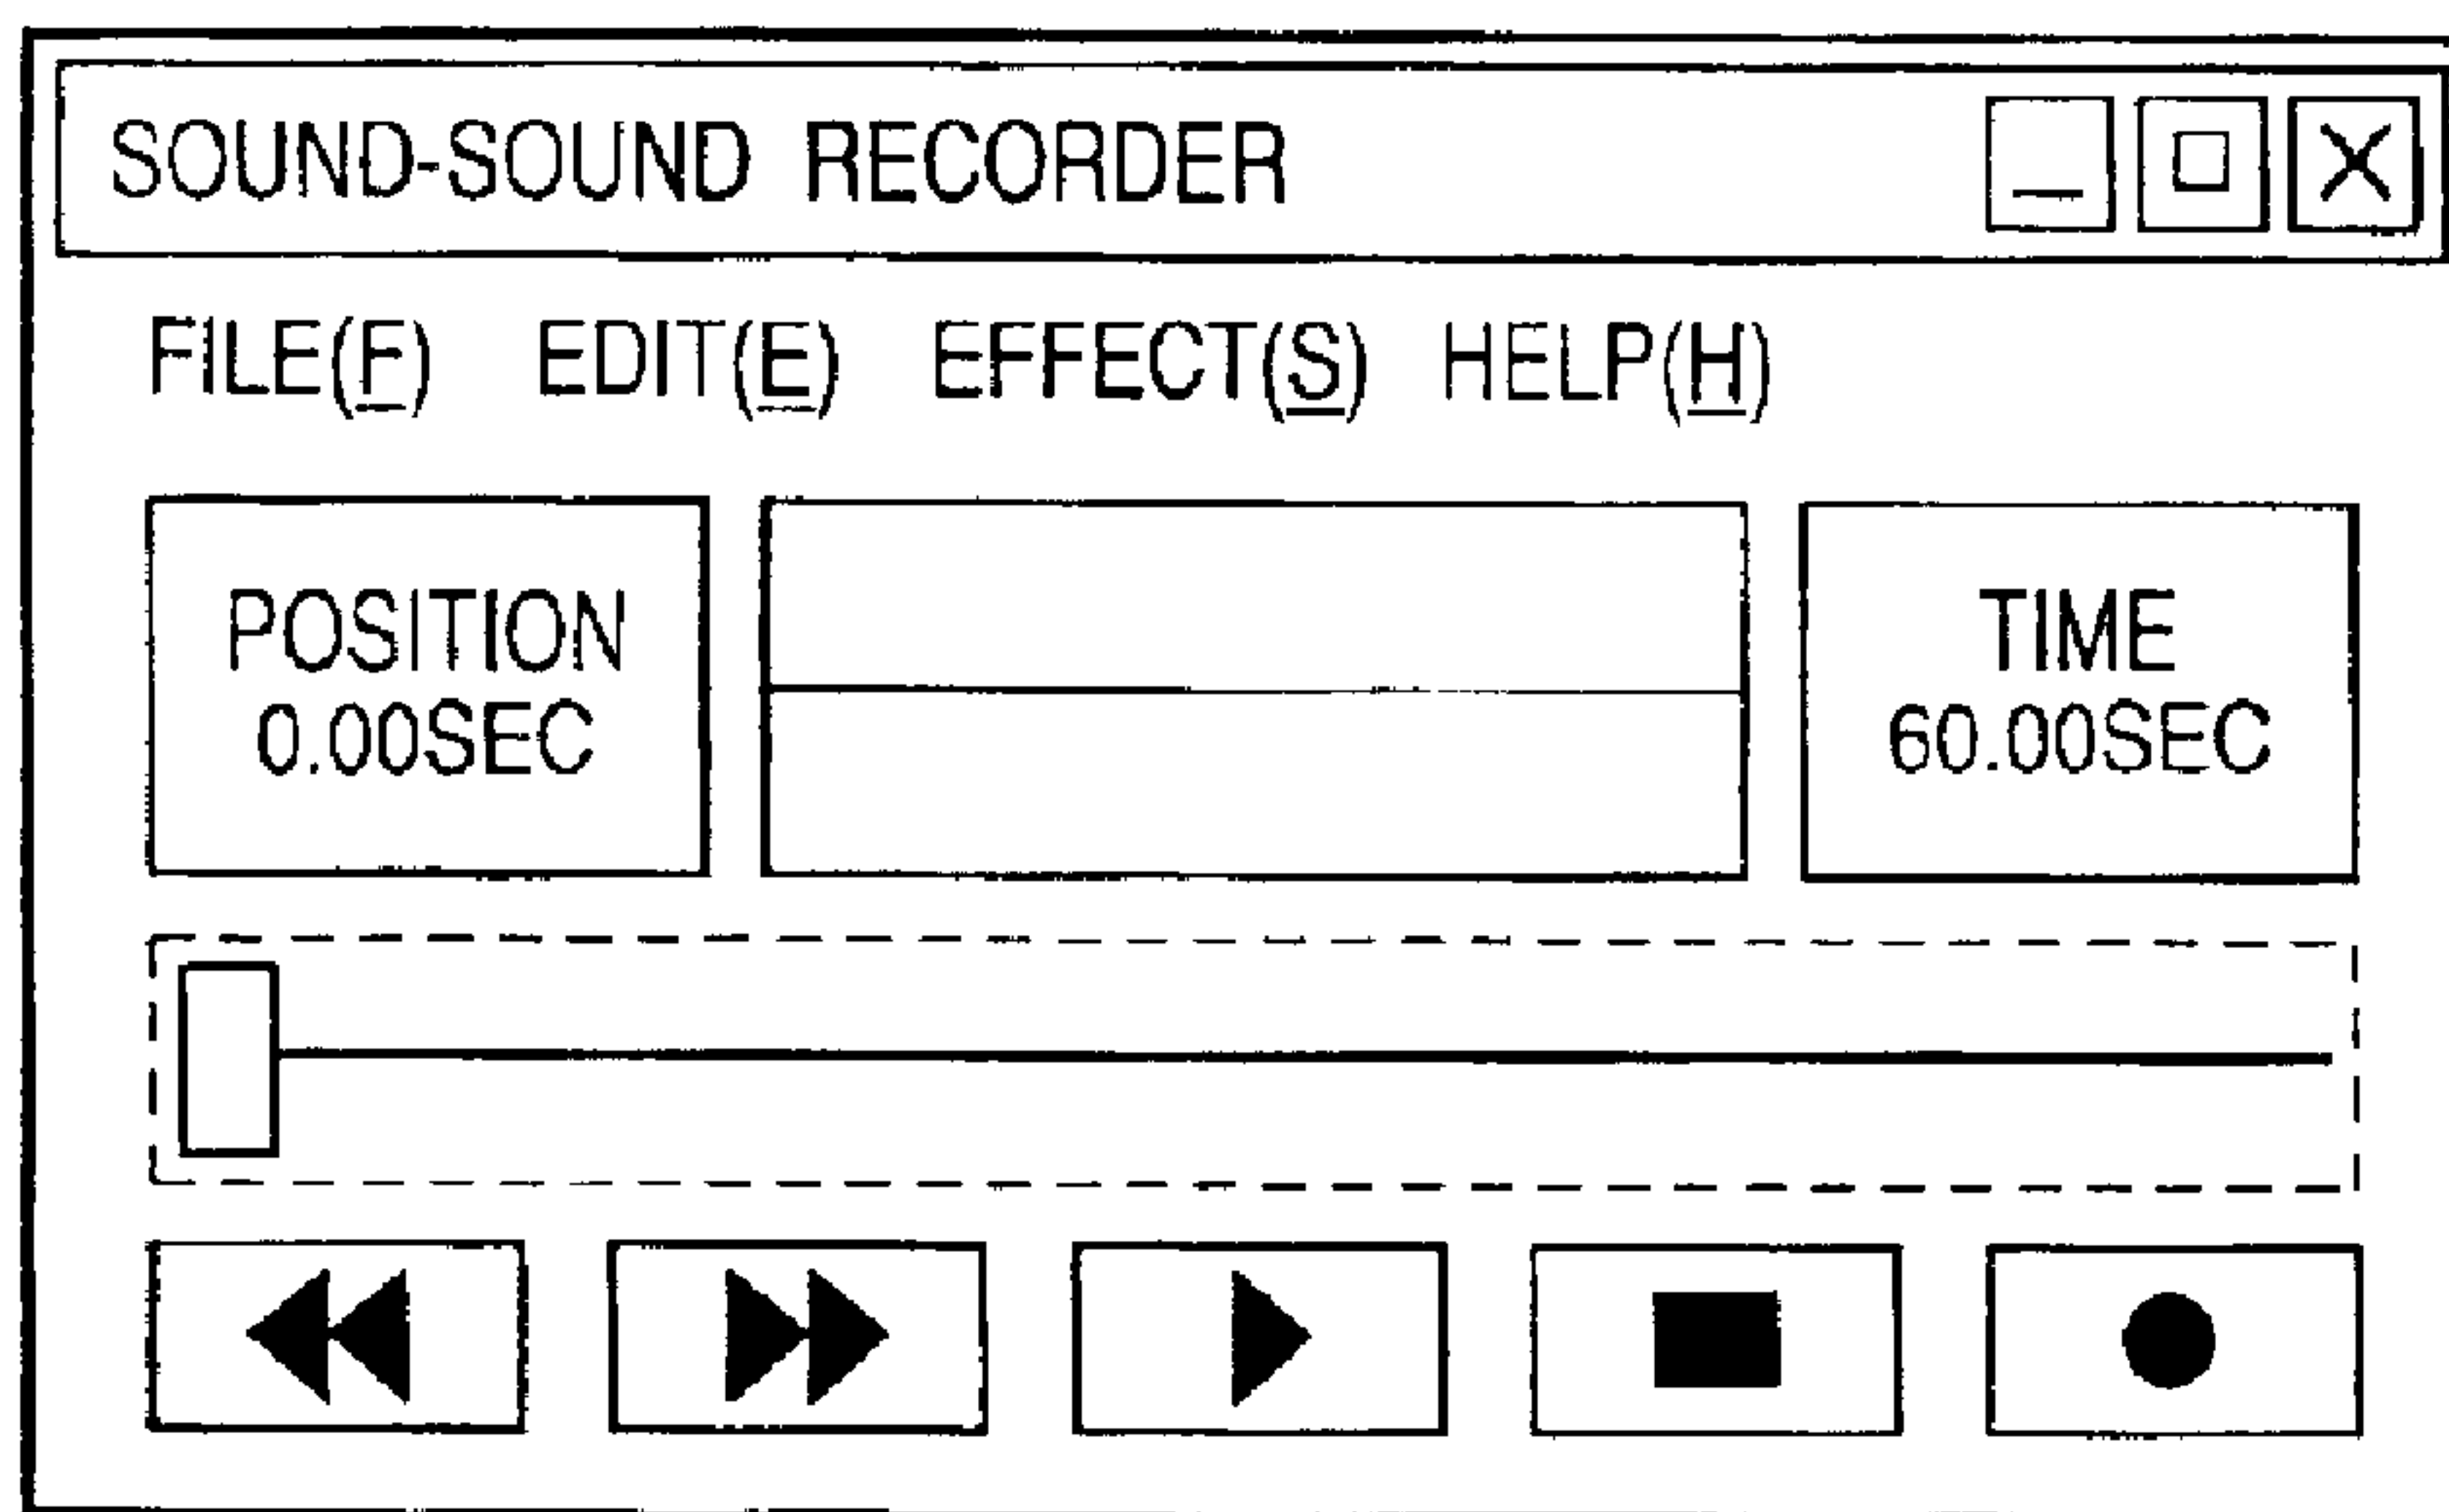 SOUND-SOUND RECORDER
FILE(F) EDIT(E) EFFECT(S) HELP(H)
POSITION
0.00SEC
TIME
60.00SEC